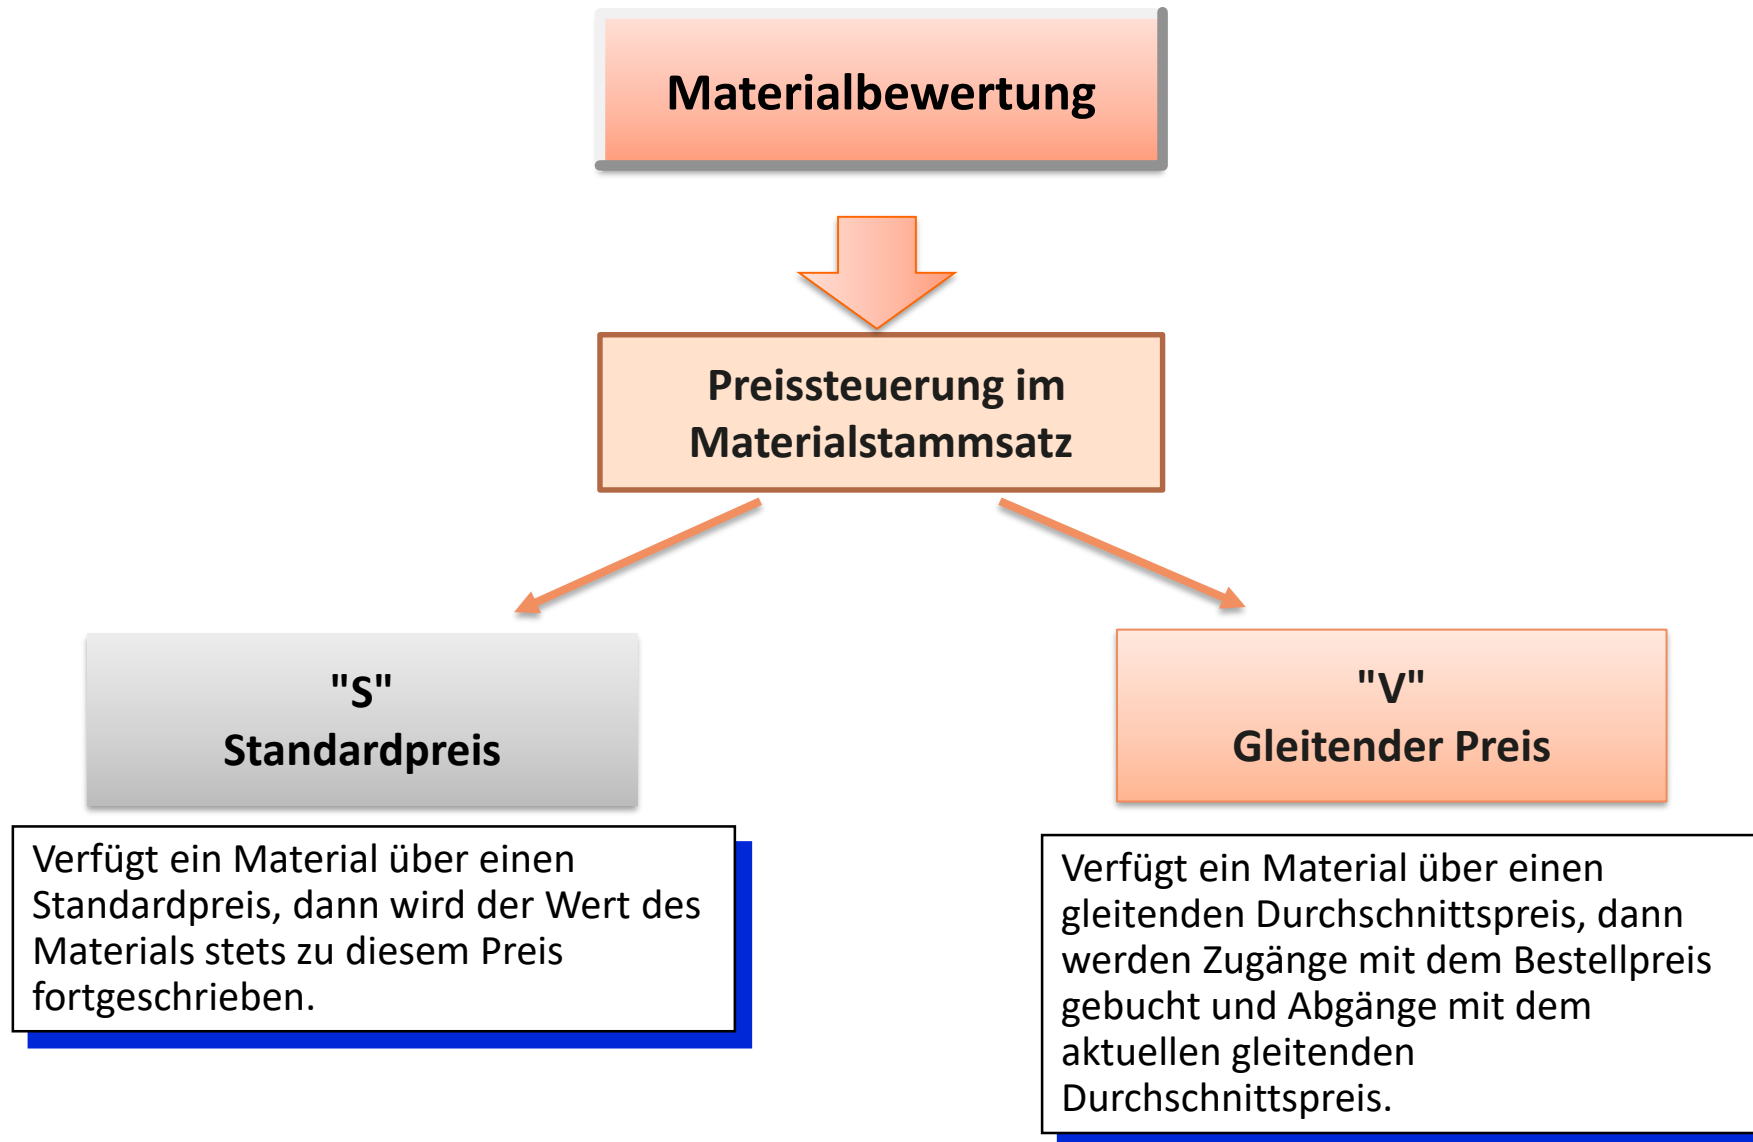 Materialbewertung
Preissteuerung im
Materialstammsatz
"S"
Standardpreis
"V"
Gleitender Preis
Verfügt ein Material über einen
Standardpreis, dann wird der Wert des
Materials stets zu diesem Preis
fortgeschrieben.
Verfügt ein Material über einen
gleitenden Durchschnittspreis, dann
werden Zugänge mit dem Bestellpreis
gebucht und Abgänge mit dem
aktuellen gleitenden
Durchschnittspreis.